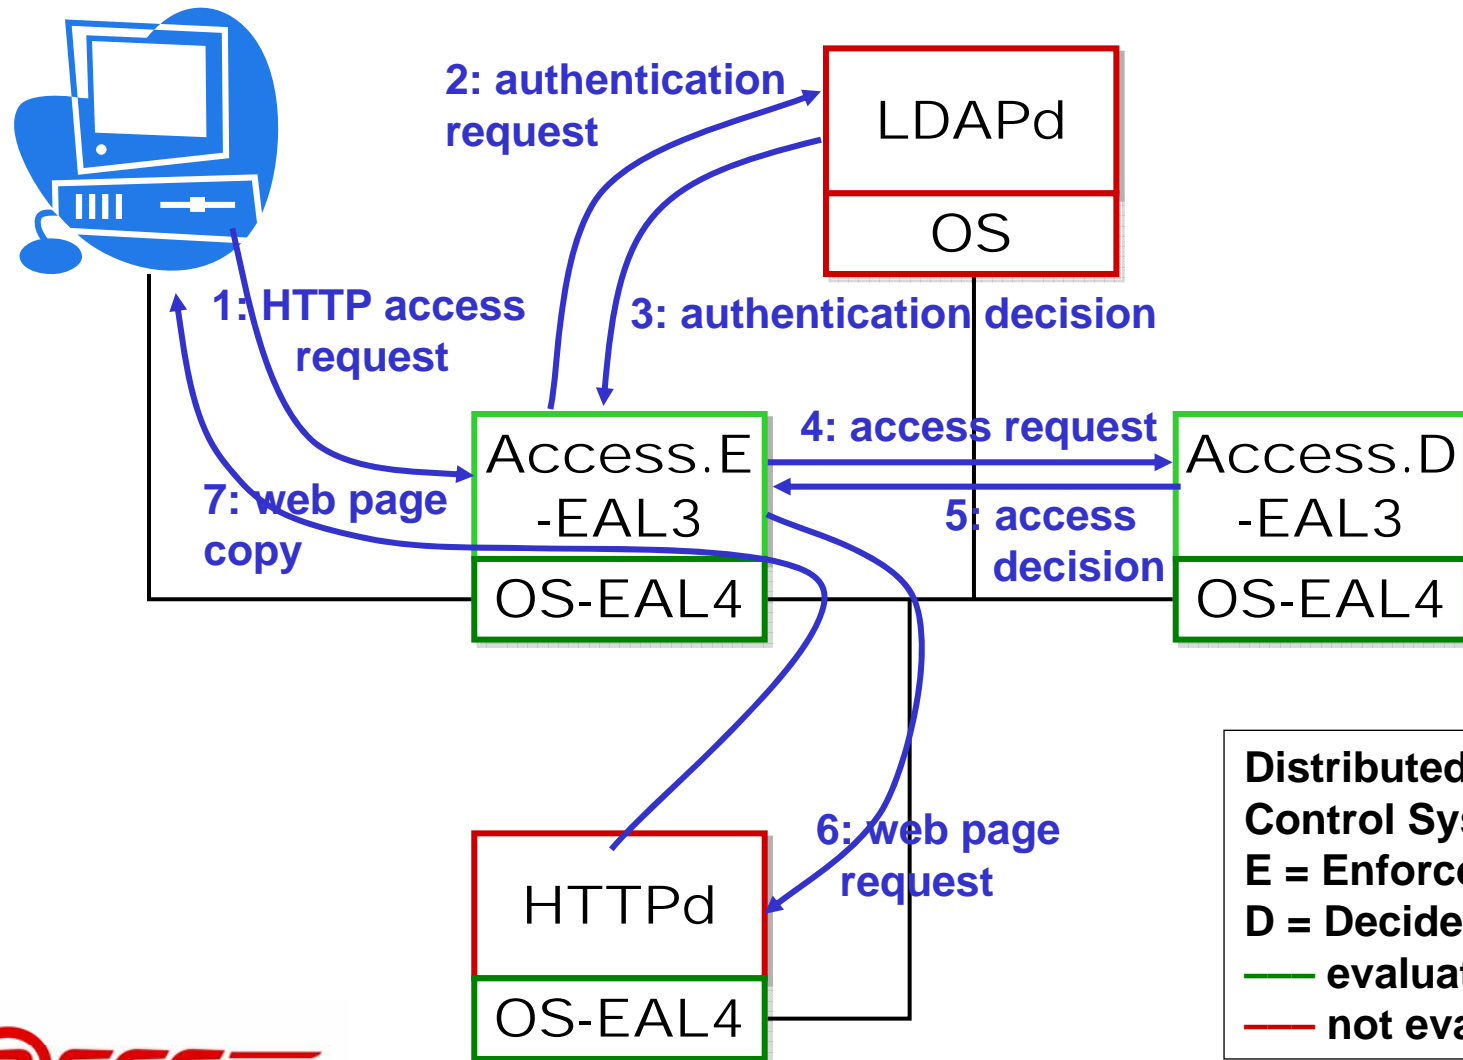 2: authentication
request
LDAPd
OS
1: HTTP access
request
3: authentication decision
Access.E
-EAL3
OS-EAL4
4: access request
5: access
decision
Access.D
-EAL3
OS-EAL4
7: web page
copy
6: web page
request
HTTPd
OS-EAL4
Distributed
Control
E = 
D = Decide
not